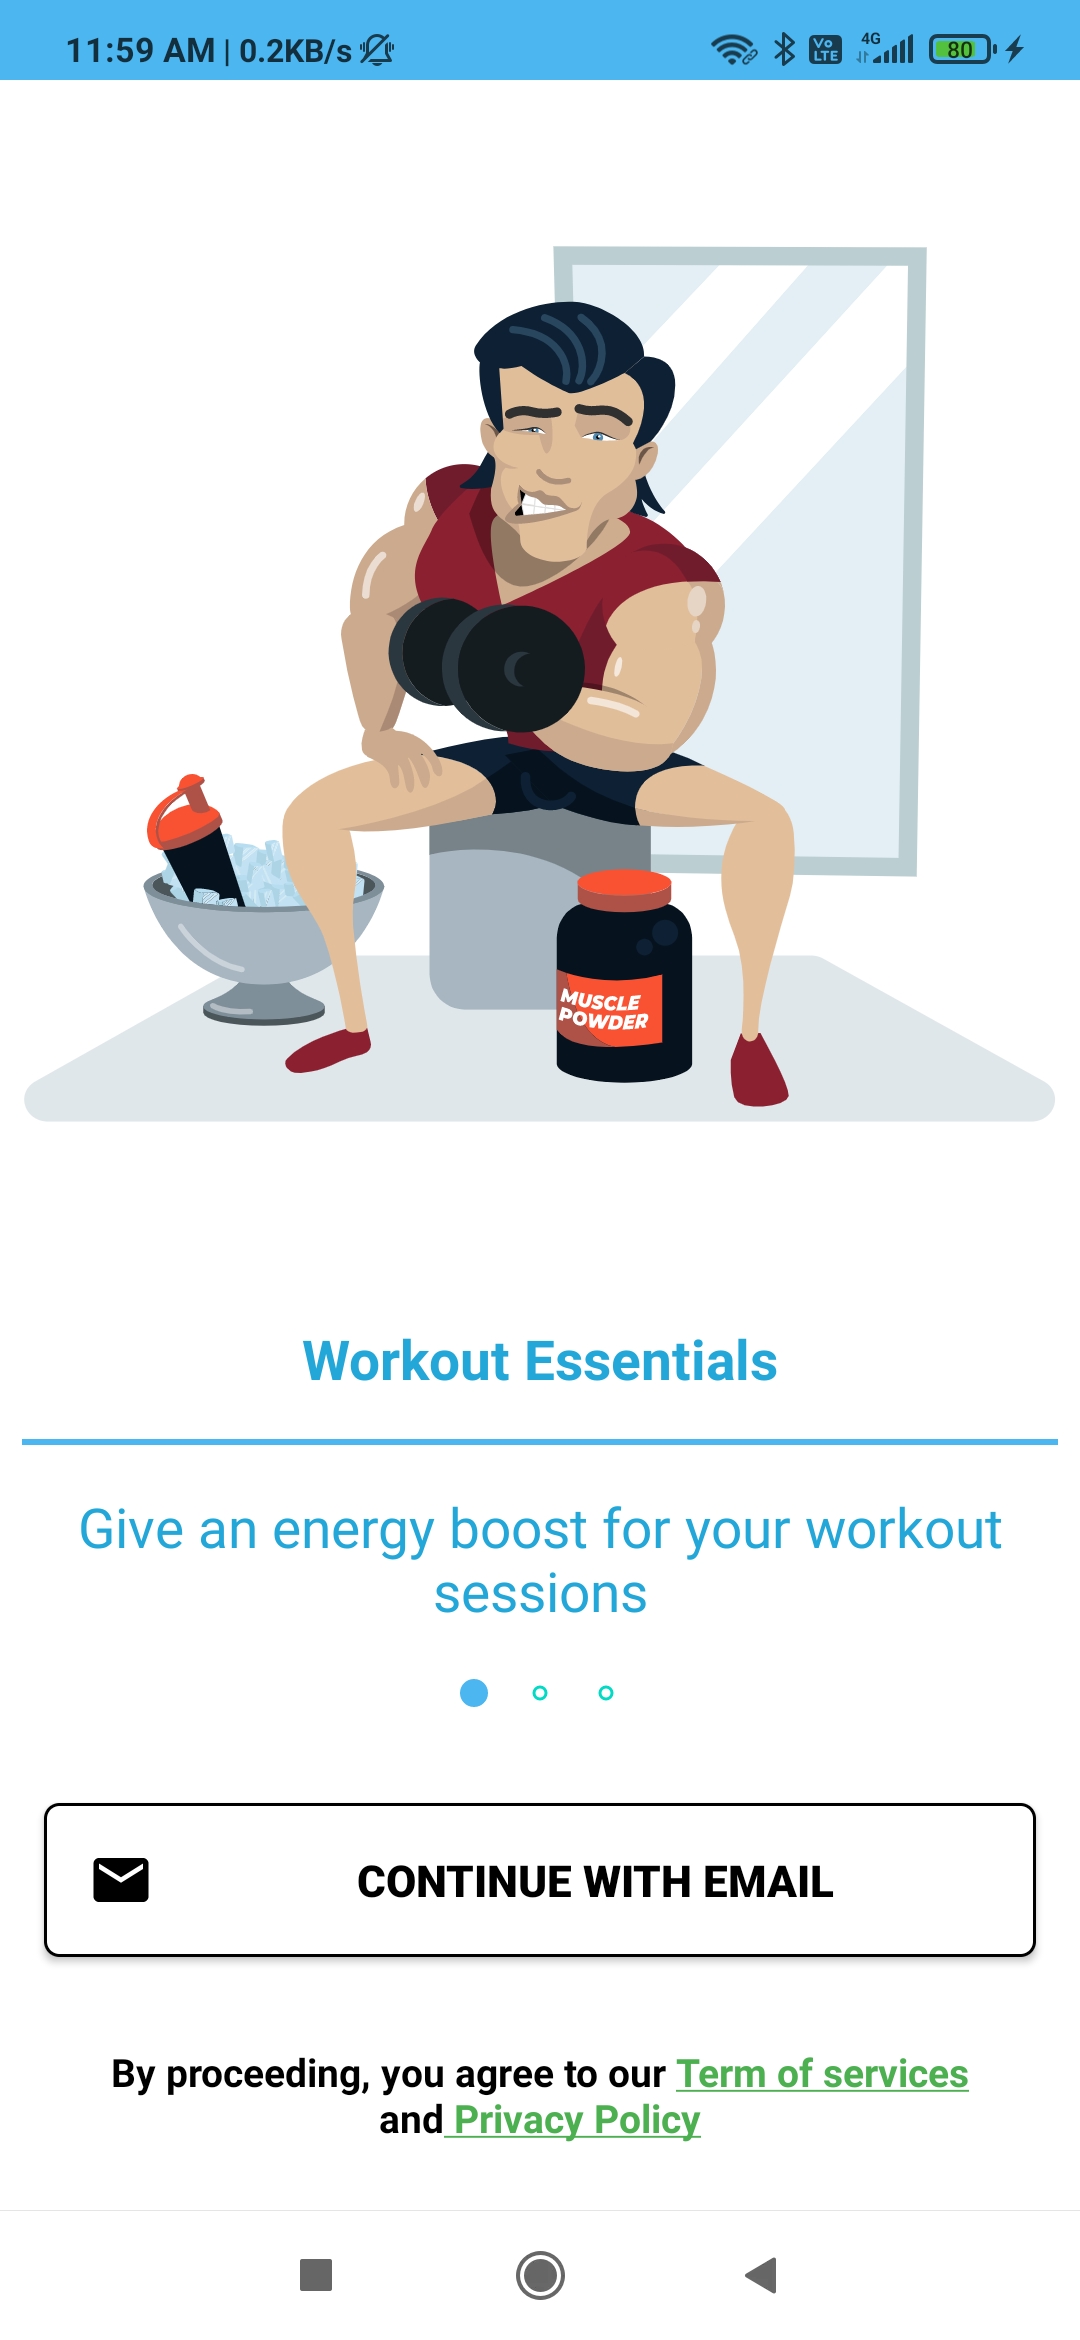 11:59 AM | 0.2KB/s
Vo LTE
4G
80
MUSCLE
POWDER
Workout Essentials
Give an energy boost for your workout
sessions
CONTINUE WITH EMAIL
By proceeding, you agree to our Term of services
and Privacy Policy